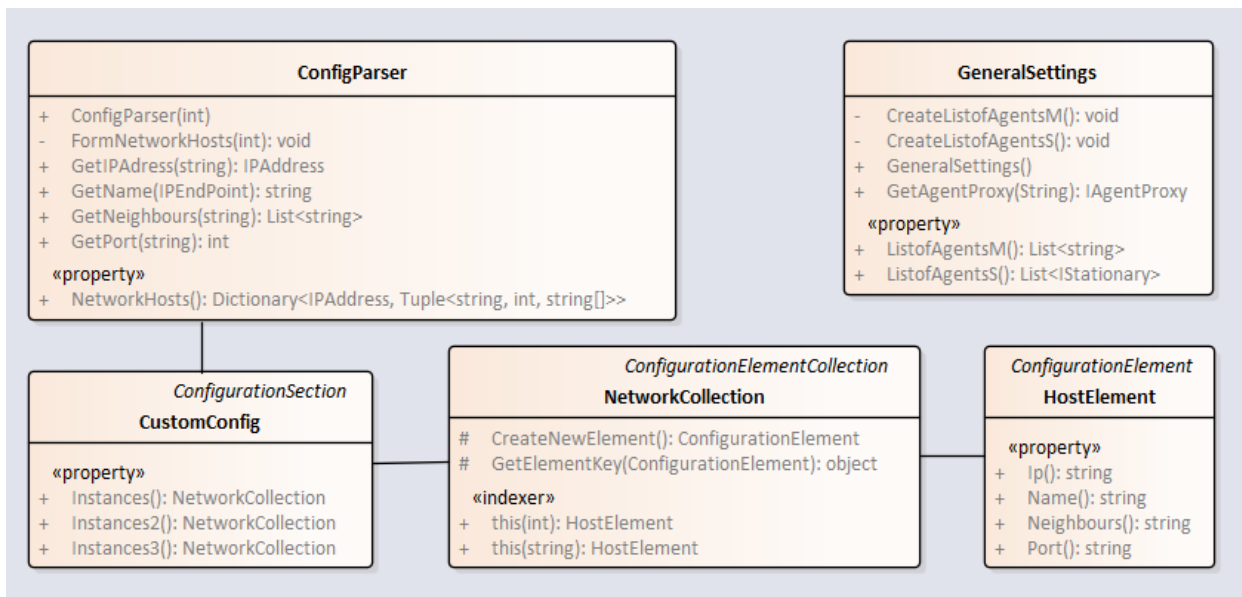 ConfigParser
+ ConfigParser(int)
- FormNetworkHosts(int): void
+ GetIPAdress(string): IPAddress
+ GetName(IPEndPoint): string
+ GetNeighbours(string): List<string>
+ GetPort(string): int
«property»
+ NetworkHosts(): Dictionary<IPAddress, Tuple<string, int, string[]>>
GeneralSettings
- CreateListofAgentsM(): void
- CreateListofAgentsS(): void
+ GeneralSettings()
+ GetAgentProxy(String): IAgentProxy
«property»
+ ListofAgentsM(): List<string>
+ ListofAgentsS(): List<IStationary>
ConfigurationSection
CustomConfig
«property»
+ Instances(): NetworkCollection
+ Instances2(): NetworkCollection
+ Instances3(): NetworkCollection
ConfigurationElementCollection
NetworkCollection
# CreateNewElement(): ConfigurationElement
# GetElementKey(ConfigurationElement): object
«indexer»
+ this(int): HostElement
+ this(string): HostElement
ConfigurationElement
HostElement
«property»
+ Ip(): string
+ Name(): string
+ Neighbours(): string
+ Port(): string